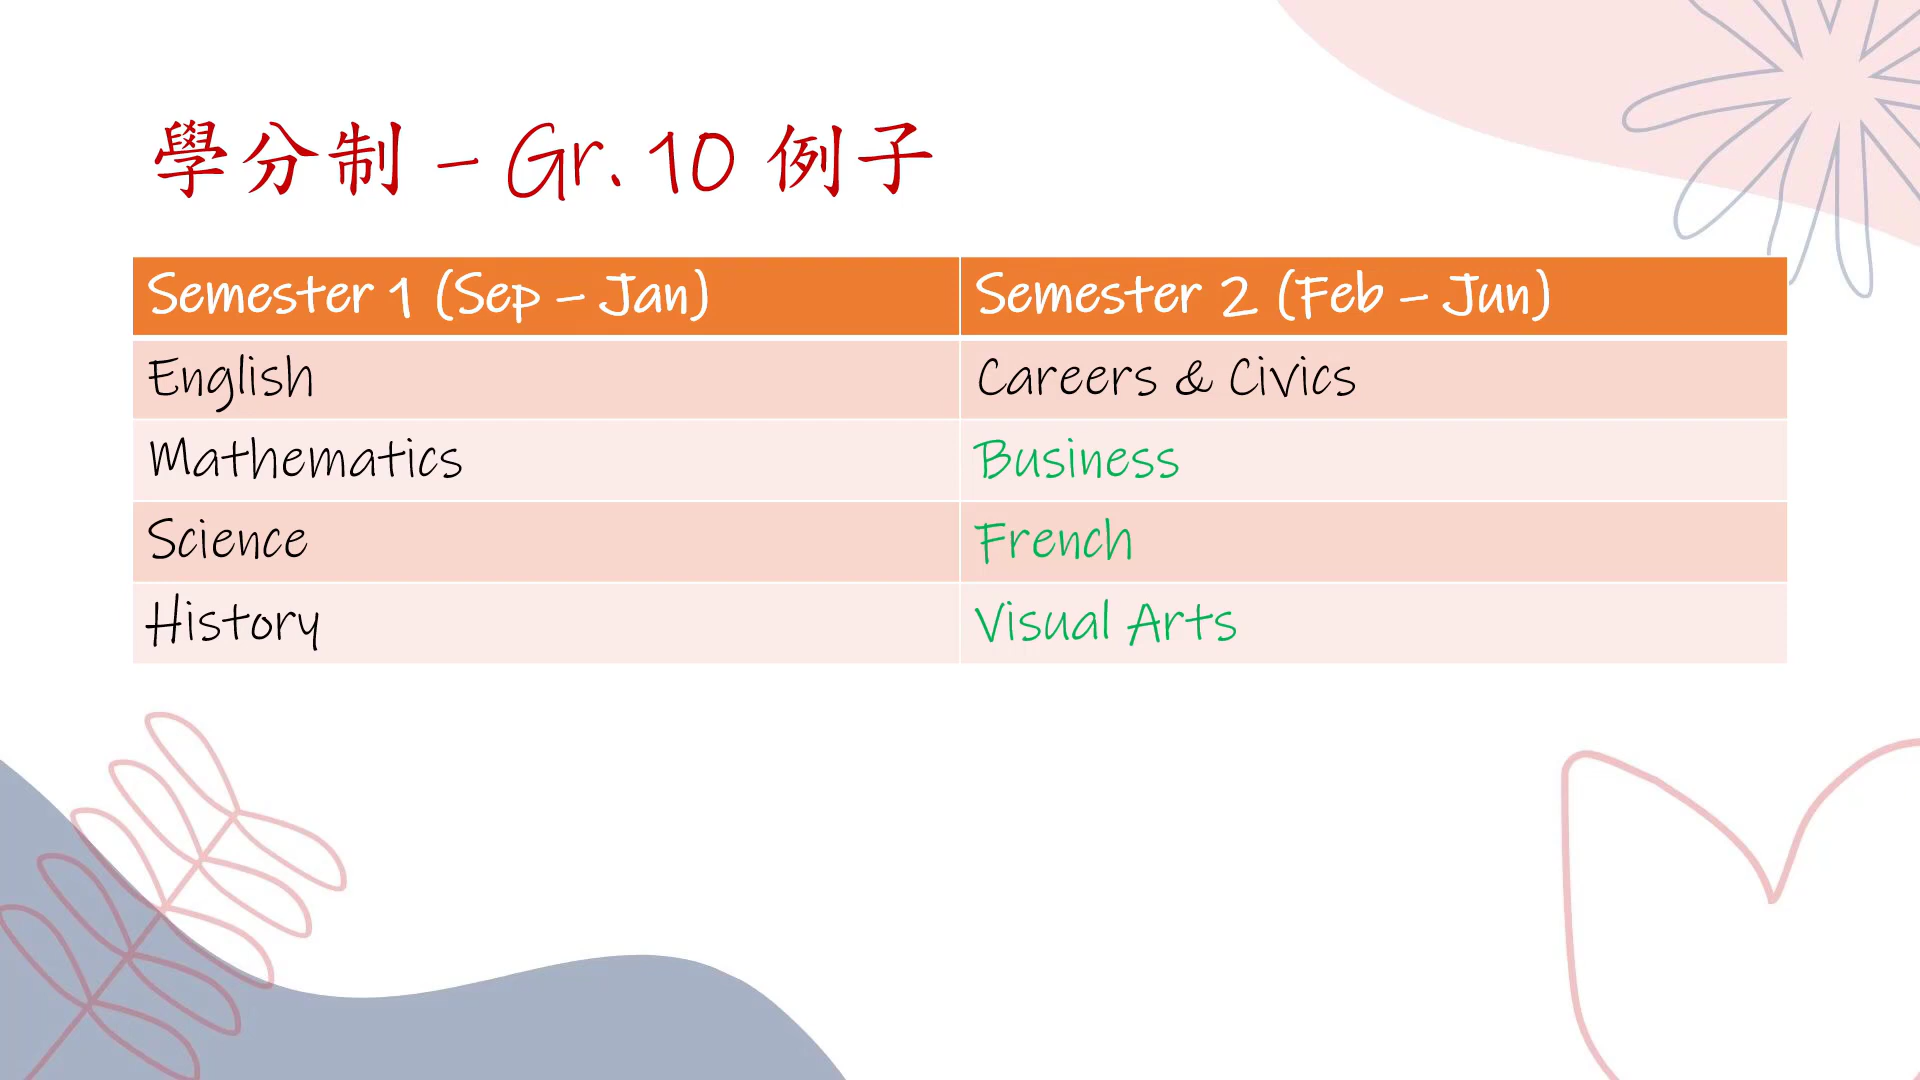 學分制 – Gr. 10 例子
Semester 1 (Sep – Jan)
Semester 2 (Feb – Jun)
English
Careers & Civics
Mathematics
Business
Science
French
History
Visual Arts